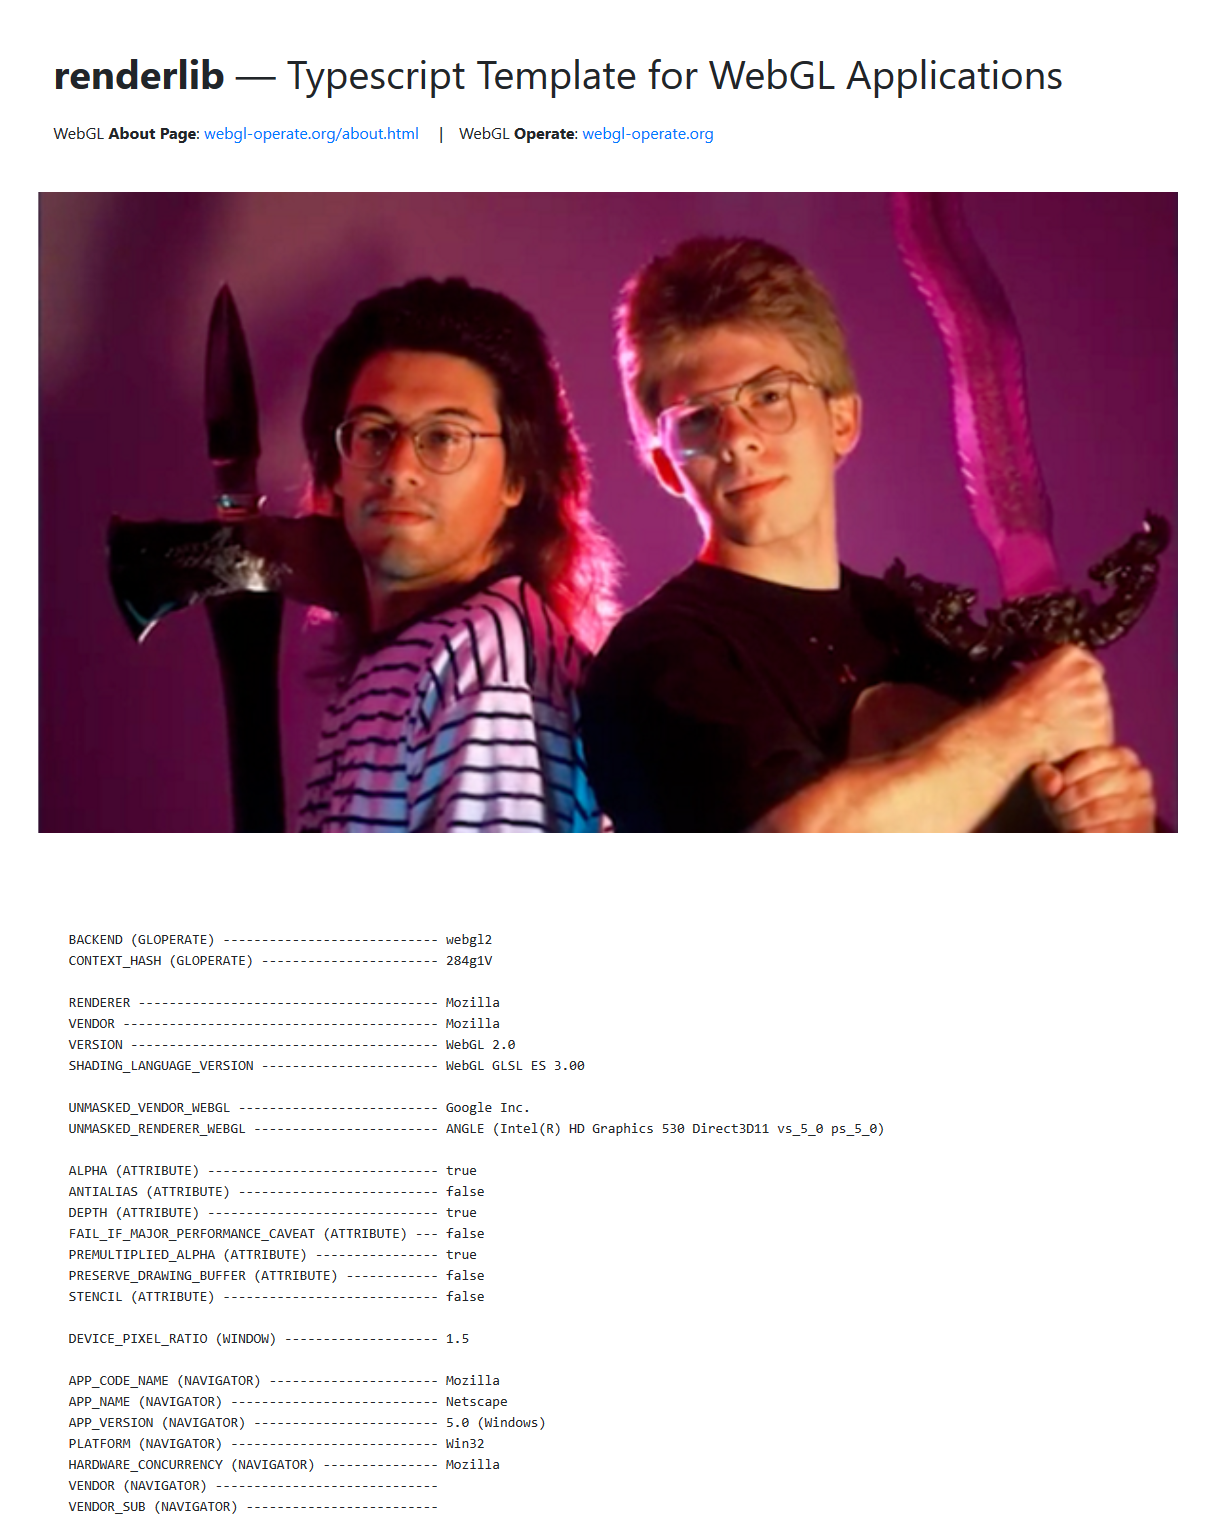 renderlib — Typescript Template for WebGL Applications
WebGL About Page: webgl-operate.org/about.html | WebGL Operate: webgl-operate.org
BACKEND (GLOPERATE) ---------------------------- webgl2
CONTEXT_HASH (GLOPERATE) ----------------------- 284g1V
RENDERER --------------------------------------- Mozilla
VENDOR ----------------------------------------- Mozilla
VERSION ---------------------------------------- WebGL 2.0
SHADING_LANGUAGE_VERSION ----------------------- WebGL GLSL ES 3.00
UNMASKED_VENDOR_WEBGL -------------------------- Google Inc.
UNMASKED_RENDERER_WEBGL ------------------------ ANGLE (Intel(R) HD Graphics 530 Direct3D11 vs_5_0 ps_5_0)
ALPHA (ATTRIBUTE) ------------------------------ true
ANTIALIAS (ATTRIBUTE) -------------------------- false
DEPTH (ATTRIBUTE) ------------------------------ true
FAIL_IF_MAJOR_PERFORMANCE_CAVEAT (ATTRIBUTE) --- false
PREMULTIPLIED_ALPHA (ATTRIBUTE) ---------------- true
PRESERVE_DRAWING_BUFFER (ATTRIBUTE) ------------ false
STENCIL (ATTRIBUTE) ---------------------------- false
DEVICE_PIXEL_RATIO (WINDOW) -------------------- 1.5
APP_CODE_NAME (NAVIGATOR) ---------------------- Mozilla
APP_NAME (NAVIGATOR) --------------------------- Netscape
APP_VERSION (NAVIGATOR) ------------------------ 5.0 (Windows)
PLATFORM (NAVIGATOR) --------------------------- Win32
HARDWARE_CONCURRENCY (NAVIGATOR) --------------- Mozilla
VENDOR (NAVIGATOR) -----------------------------
VENDOR_SUB (NAVIGATOR) -------------------------